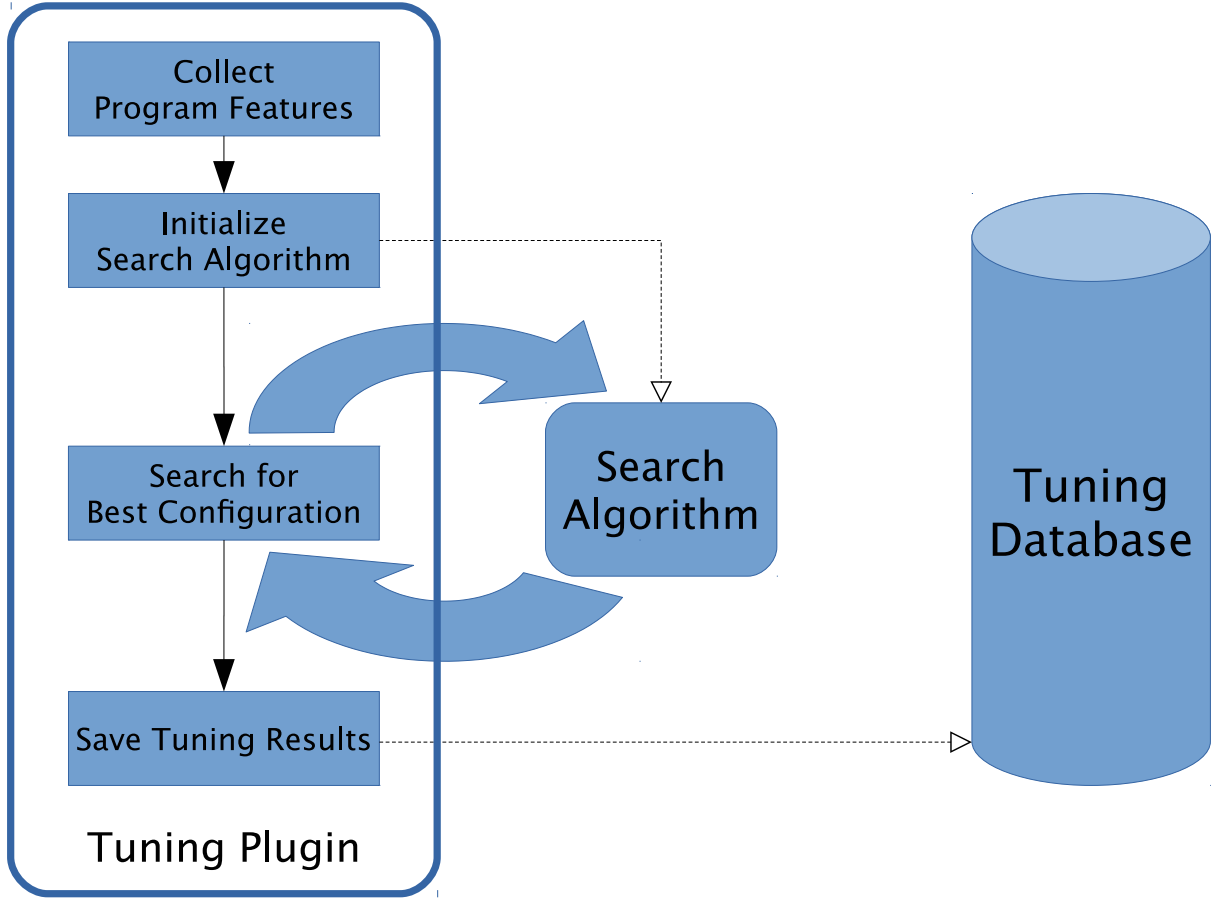 Collect
Program Features
Initialize
Search Algorithm
Search for
Best Configuration
Search
Algorithm
Tuning
Database
Save Tuning Results
Tuning Plugin